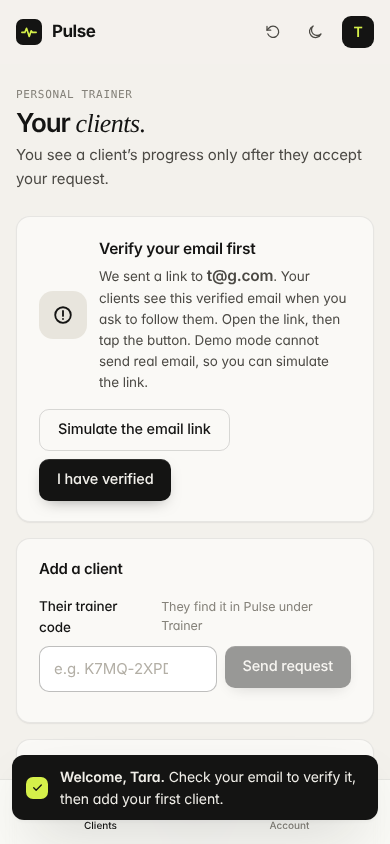 Pulse
T
PERSONAL TRAINER
Your clients.
You see a client's progress only after they accept
your request.
Verify your email first
We sent a link to t@g.com. Your
clients see this verified email when you
ask to follow them. Open the link, then
tap the button. Demo mode cannot
send real email, so you can simulate
the link.
Simulate the email link
I have verified
Add a client
Their trainer
code
They find it in Pulse under
Trainer
e.g. K7MQ-2XP
Send request
Welcome, Tara. Check your email to verify it,
then add your first client.
Clients
Account